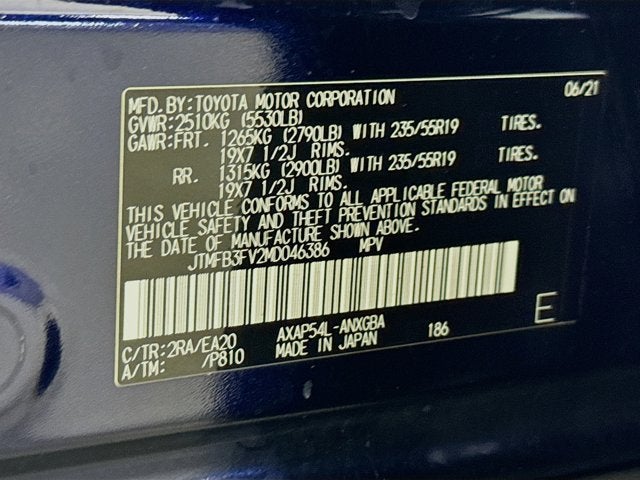 MFD. BY: TOYOTA MOTOR CORPORATION 06/21
GVWR: 2510KG (5530LB)
GAWR: FRT. 1265KG (2790LB) WITH 235/55R19 TIRES.
19X7 1/2J RIMS.
RR. 1315KG (2900LB) WITH 235/55R19 TIRES.
19X7 1/2J RIMS.
THIS VEHICLE CONFORMS TO ALL APPLICABLE FEDERAL MOTOR
VEHICLE SAFETY AND THEFT PREVENTION STANDARDS IN EFFECT ON
THE DATE OF MANUFACTURE SHOWN ABOVE.
JTMFB3FV2MD046386 MPV
C/TR: 2RA/EA20 AXAP54L-ANXGBA 186 E
A/TM: /P810 MADE IN JAPAN